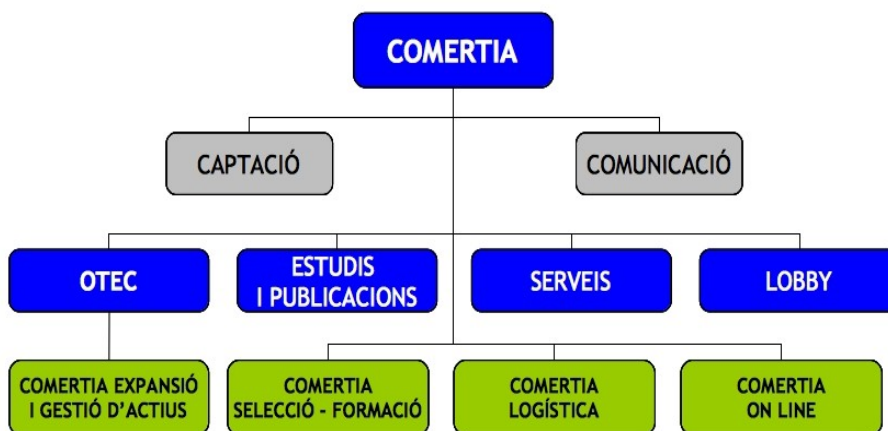 COMERTIA
CAPTACIÓ
COMUNICACIÓ
OTEC
ESTUDIS
I PUBLICACIONS
SERVEIS
LOBBY
COMERTIA EXPANSIÓ
I GESTIÓ D'ACTIUS
COMERTIA
SELECCIÓ - FORMACIÓ
COMERTIA
LOGÍSTICA
COMERTIA
ON LINE